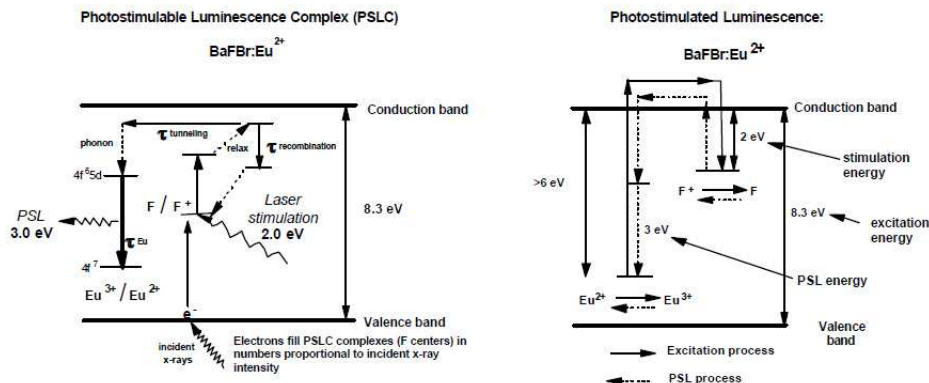 Photostimulable Luminescence Complex (PSLC)
BaFBr:Eu2+
Conduction band
τ tunneling
phonon
relax
τ recombination
4f6 5d
F / F+
Laser
stimulation
2.0 eV
8.3 eV
PSL
3.0 eV
τ Eu
4f7
Eu3+ / Eu2+
e-
Valence band
incident
x-rays
Electrons fill PSLC complexes (F centers) in
numbers proportional to incident x-ray
intensity
Photostimulated Luminescence:
BaFBr:Eu2+
Conduction band
2 eV
stimulation
energy
>6 eV
F+ F
8.3 eV
excitation
energy
3 eV
PSL energy
Eu2+ Eu3+
Valence
band
Excitation process
PSL process